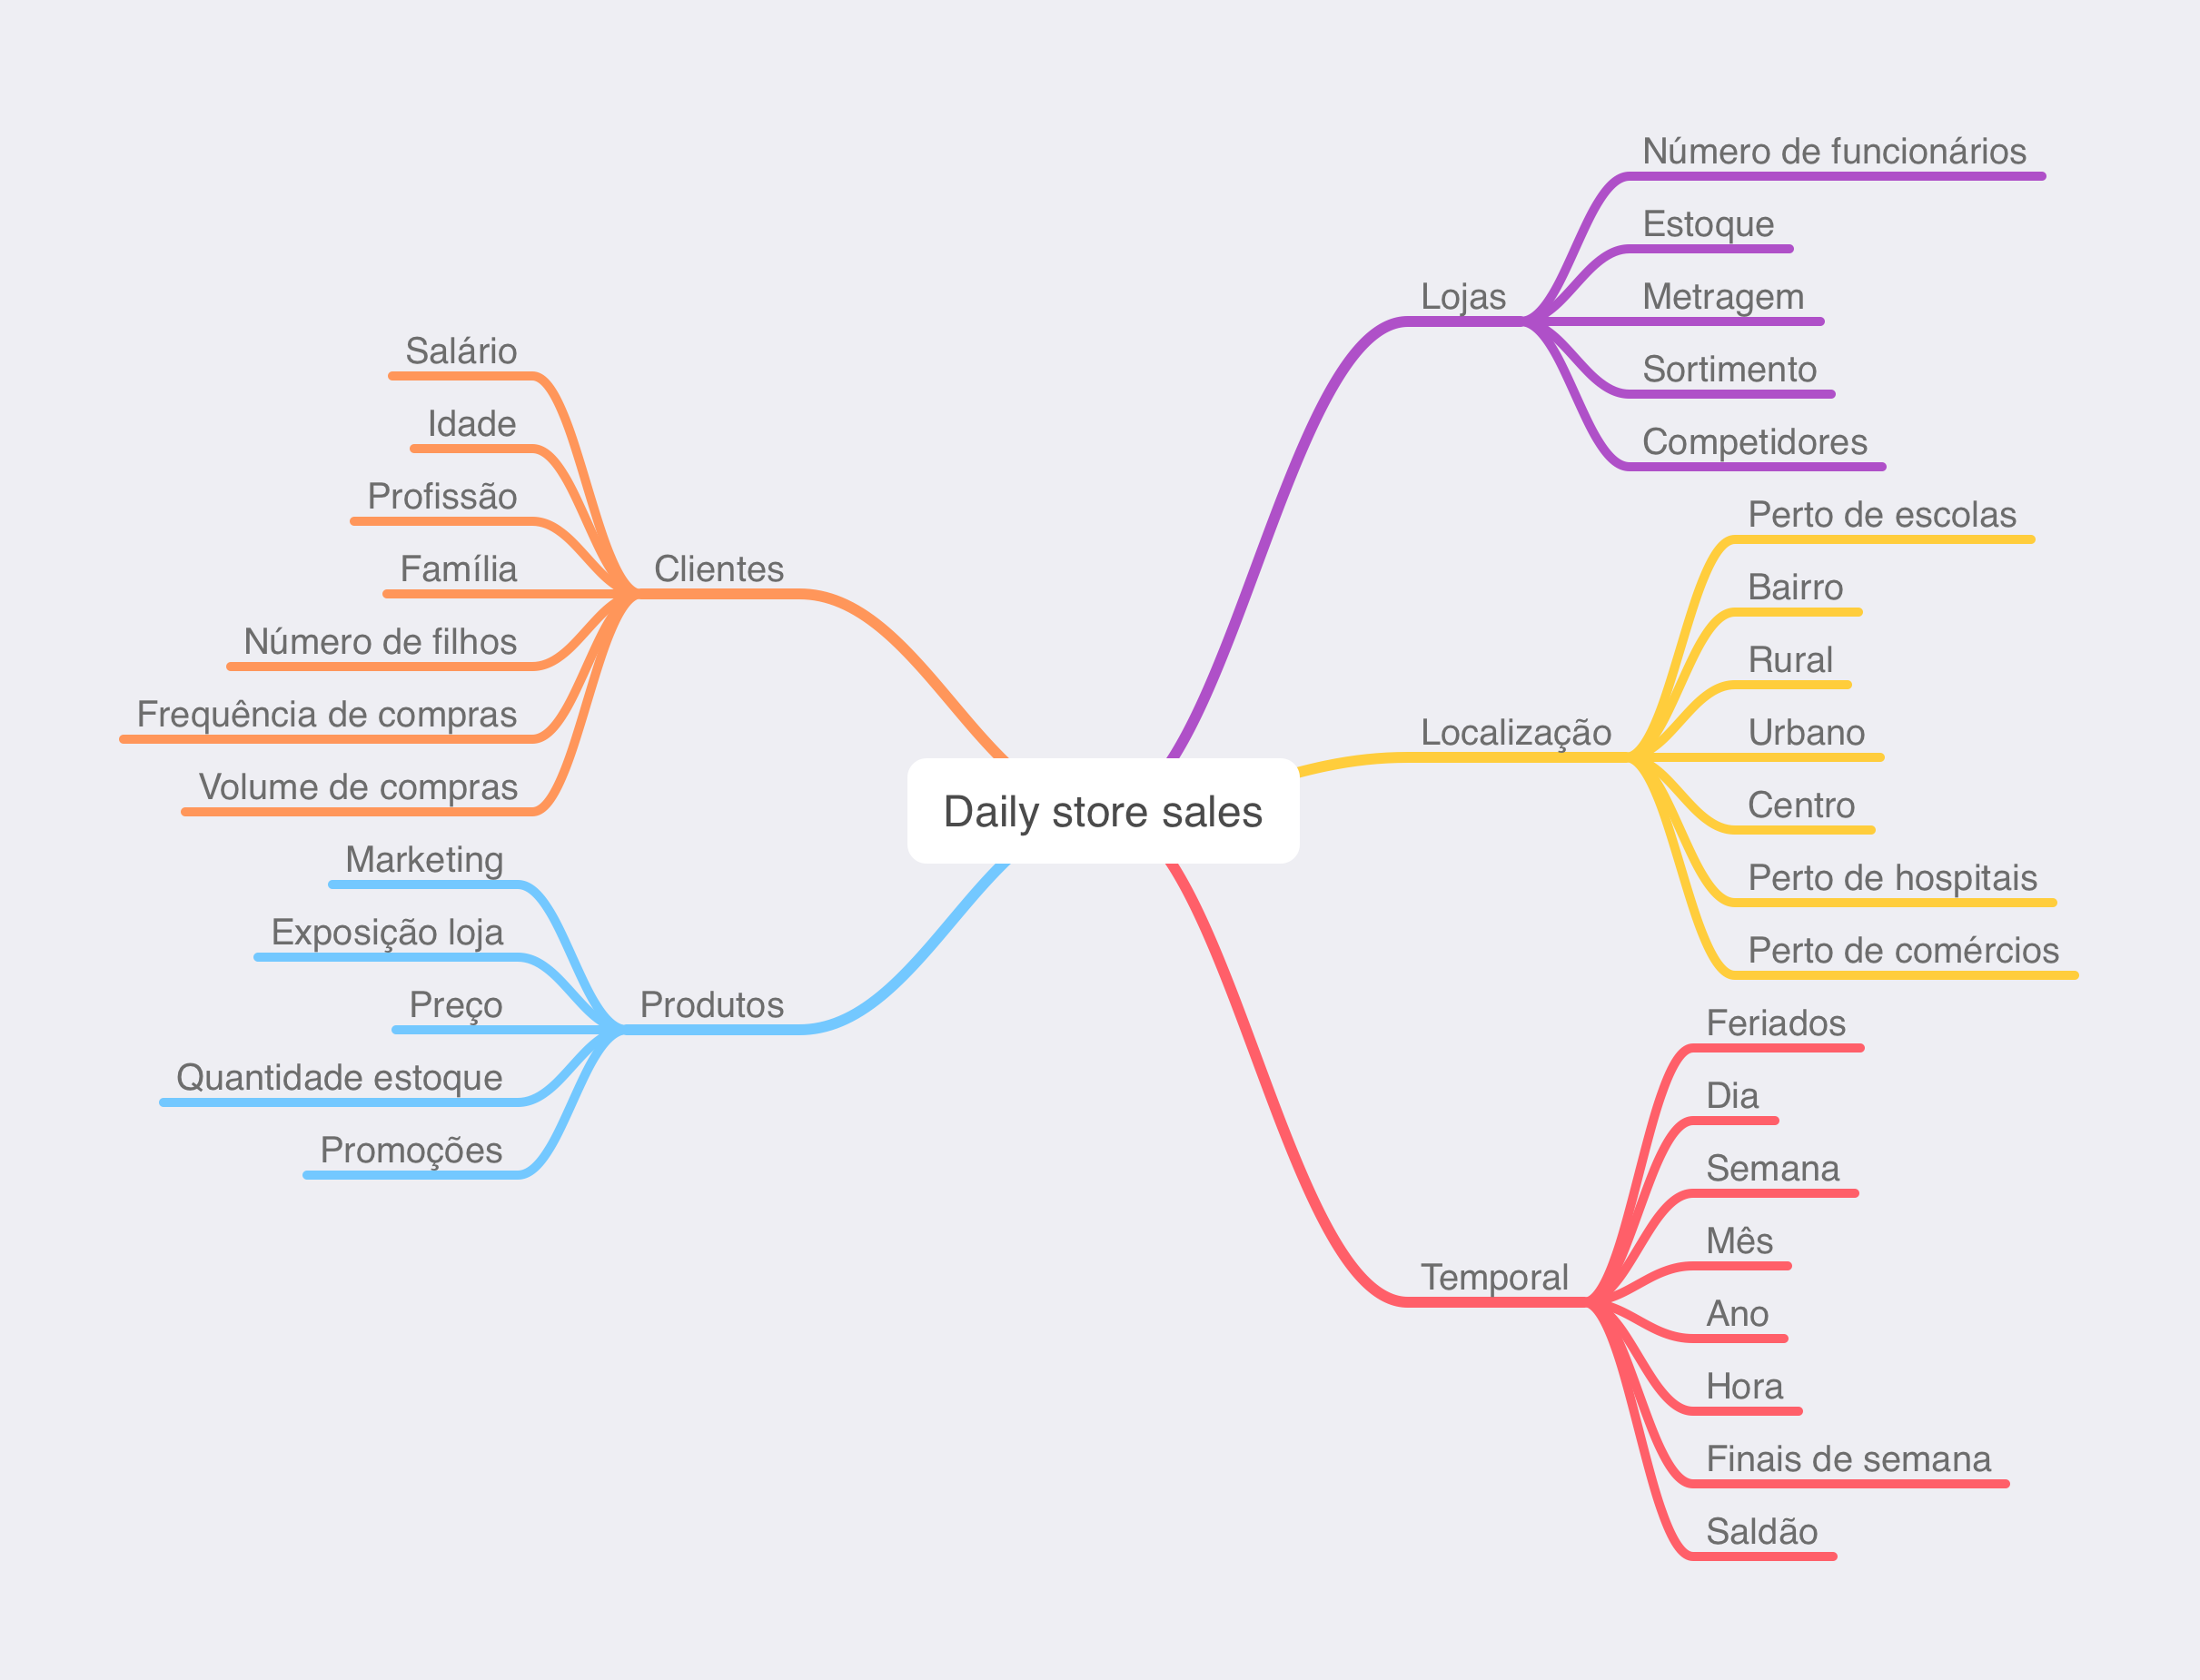 Daily store sales
Clientes
Salário
Idade
Profissão
Família
Número de filhos
Frequência de compras
Volume de compras
Produtos
Marketing
Exposição loja
Preço
Quantidade estoque
Promoções
Lojas
Número de funcionários
Estoque
Metragem
Sortimento
Competidores
Localização
Perto de escolas
Bairro
Rural
Urbano
Centro
Perto de hospitais
Perto de comércios
Temporal
Feriados
Dia
Semana
Mês
Ano
Hora
Finais de semana
Saldão